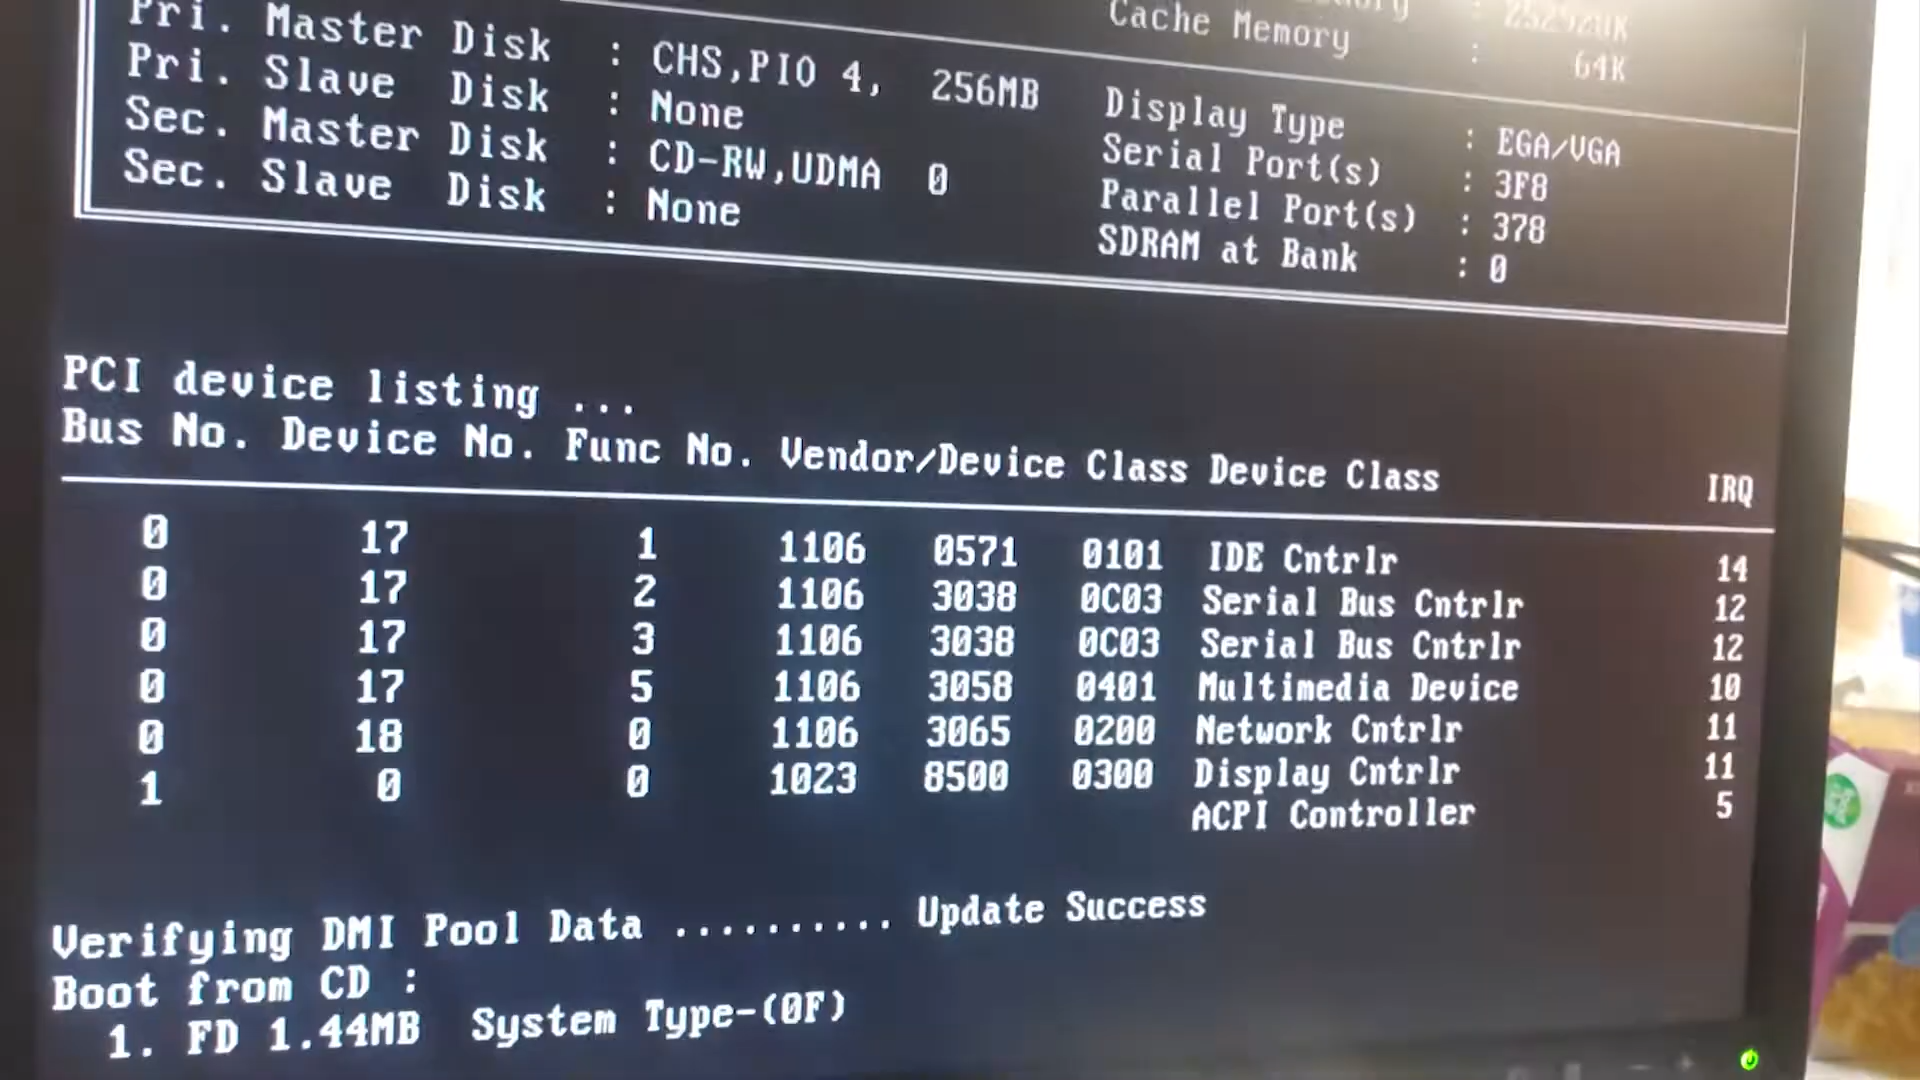 Pri. Master Disk : CHS,PIO 4, 256MB
Pri. Slave Disk : None
Sec. Master Disk : CD-RW,UDMA 0
Sec. Slave Disk : None
Cache Memory : 64K
Display Type : EGA/VGA
Serial Port(s) : 3F8
Parallel Port(s) : 378
SDRAM at Bank : 0
PCI device listing ...
Bus No. Device No. Func No. Vendor/Device Class Device Class IRQ
0 17 1 1106 0571 0101 IDE Cntrlr 14
0 17 2 1106 3038 0C03 Serial Bus Cntrlr 12
0 17 3 1106 3038 0C03 Serial Bus Cntrlr 12
0 17 5 1106 3058 0401 Multimedia Device 10
0 18 0 1106 3065 0200 Network Cntrlr 11
1 0 0 1023 8500 0300 Display Cntrlr 11
ACPI Controller 5
Verifying DMI Pool Data .......... Update Success
Boot from CD :
1. FD 1.44MB System Type-(0F)